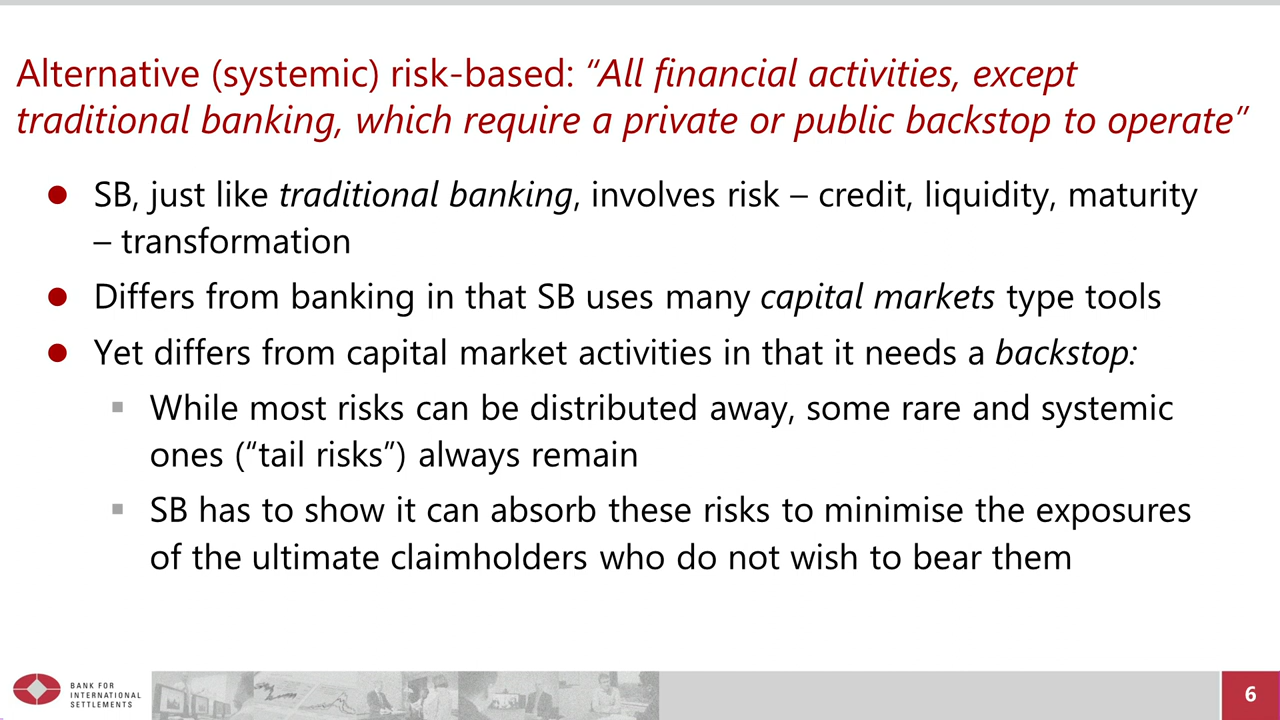 Alternative (systemic) risk-based: “All financial activities, except
traditional banking, which require a private or public backstop to operate”
● SB, just like traditional banking, involves risk – credit, liquidity, maturity
– transformation
● Differs from banking in that SB uses many capital markets type tools
● Yet differs from capital market activities in that it needs a backstop:
▪ While most risks can be distributed away, some rare and systemic
ones (“tail risks”) always remain
▪ SB has to show it can absorb these risks to minimise the exposures
of the ultimate claimholders who do not wish to bear them
BANK FOR
INTERNATIONAL
SETTLEMENTS
6